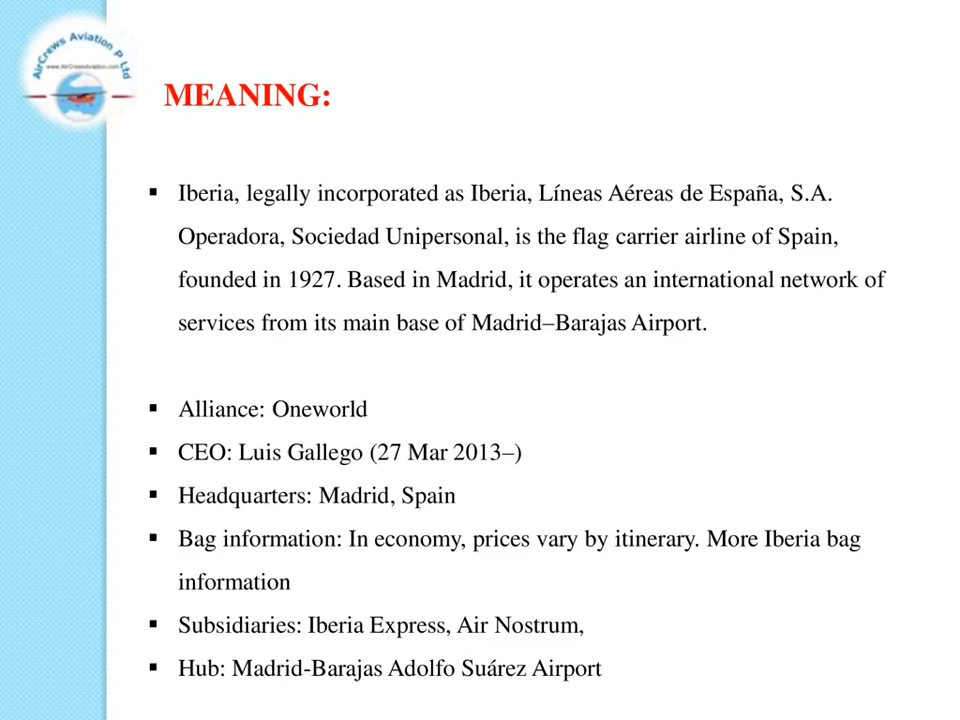 AirCrews Aviation P Ltd
www.AirCrewsAviation.com
MEANING:
▪ Iberia, legally incorporated as Iberia, Líneas Aéreas de España, S.A.
Operadora, Sociedad Unipersonal, is the flag carrier airline of Spain,
founded in 1927. Based in Madrid, it operates an international network of
services from its main base of Madrid–Barajas Airport.
▪ Alliance: Oneworld
▪ CEO: Luis Gallego (27 Mar 2013–)
▪ Headquarters: Madrid, Spain
▪ Bag information: In economy, prices vary by itinerary. More Iberia bag
information
▪ Subsidiaries: Iberia Express, Air Nostrum,
▪ Hub: Madrid-Barajas Adolfo Suárez Airport